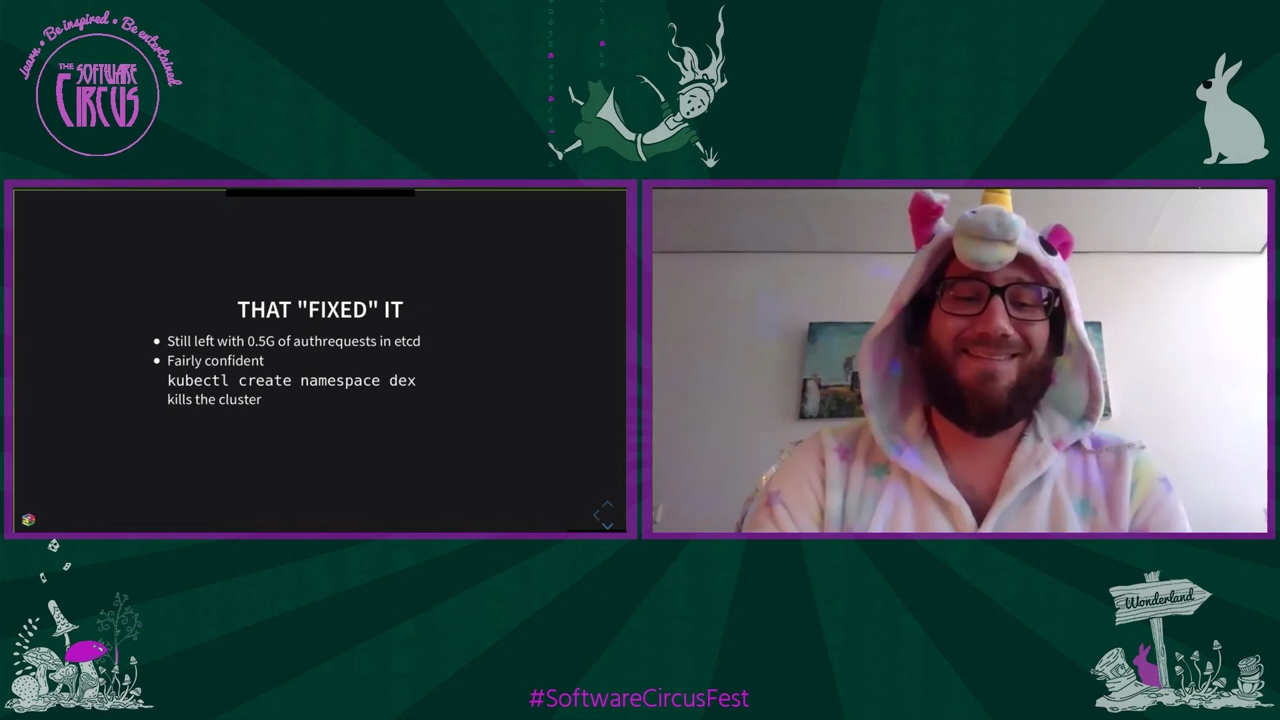 Learn • Be inspired • Be entertained
THE SOFTWARE
CIRCUS
THAT "FIXED" IT
Still left with 0.5G of authrequests in etcd
Fairly confident
kubectl create namespace dex
kills the cluster
Wonderland
#SoftwareCircusFest